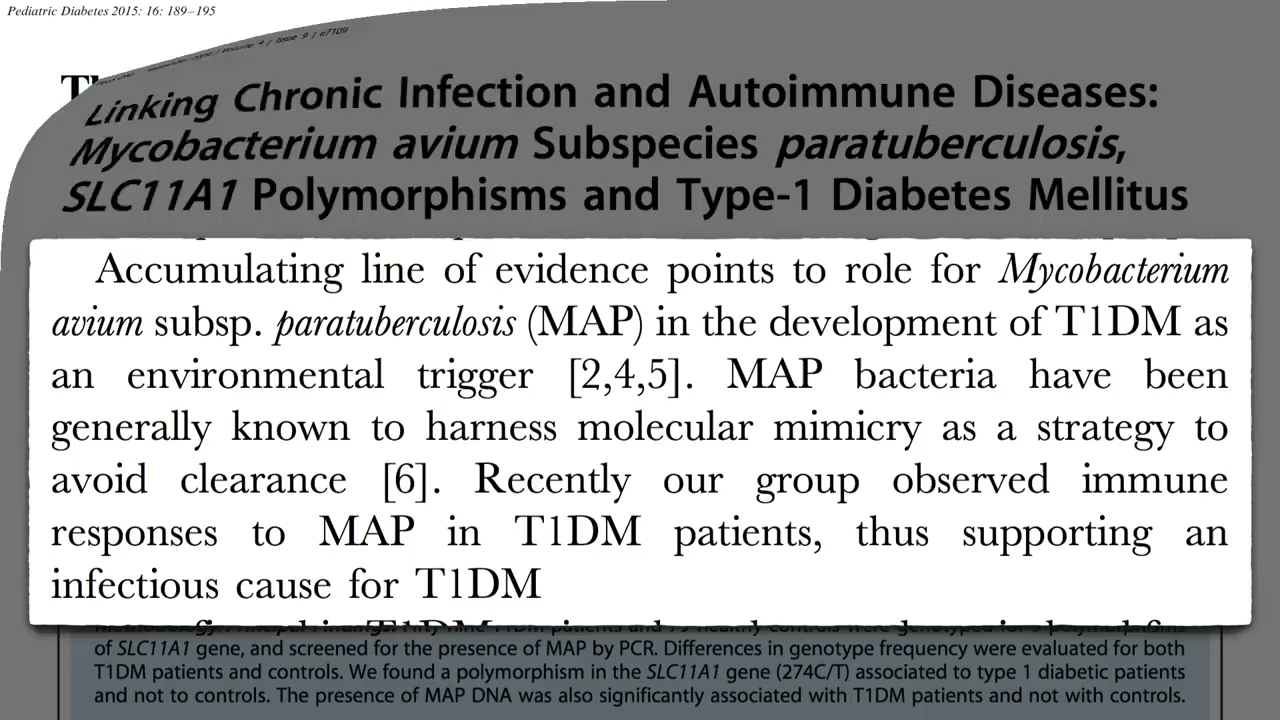 Pediatric Diabetes 2015: 16: 189–195
Linking Chronic Infection and Autoimmune Diseases:
Mycobacterium avium Subspecies paratuberculosis,
SLC11A1 Polymorphisms and Type-1 Diabetes Mellitus
Accumulating line of evidence points to role for Mycobacterium
avium subsp. paratuberculosis (MAP) in the development of T1DM as
an environmental trigger [2,4,5]. MAP bacteria have been
generally known to harness molecular mimicry as a strategy to
avoid clearance [6]. Recently our group observed immune
responses to MAP in T1DM patients, thus supporting an
infectious cause for T1DM
of SLC11A1 gene, and screened for the presence of MAP by PCR. Differences in genotype frequency were evaluated for both
T1DM patients and controls. We found a polymorphism in the SLC11A1 gene (274C/T) associated to type 1 diabetic patients
and not to controls. The presence of MAP DNA was also significantly associated with T1DM patients and not with controls.